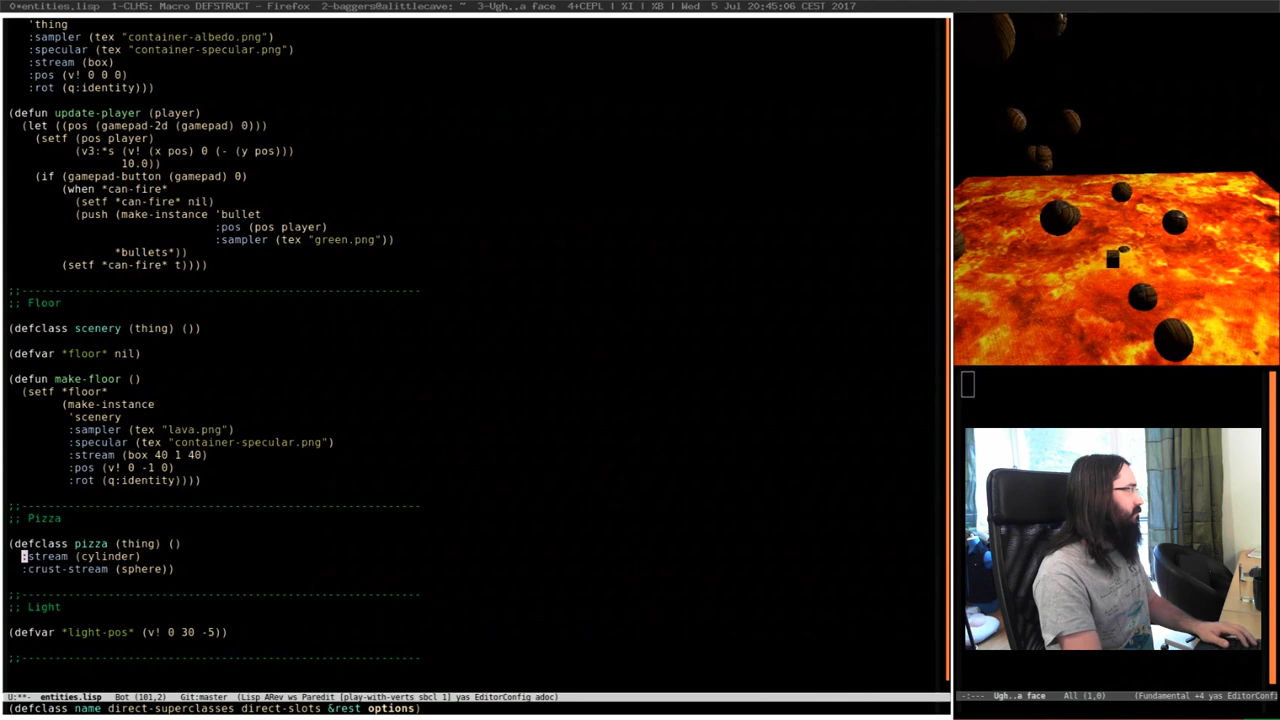 0*entities.lisp  1-CLHS: Macro DEFSTRUCT - Firefox  2-baggers@alittlecave: ~  3-Ugh..a face  4+CEPL | %I | %B | Wed  5 Jul 20:45:06 CEST 2017
'thing
:sampler (tex "container-albedo.png")
:specular (tex "container-specular.png")
:stream (box)
:pos (v! 0 0 0)
:rot (q:identity)))
(defun update-player (player)
(let ((pos (gamepad-2d (gamepad) 0)))
(setf (pos player)
(v3:*s (v! (x pos) 0 (- (y pos)))
10.0))
(if (gamepad-button (gamepad) 0)
(when *can-fire*
(setf *can-fire* nil)
(push (make-instance 'bullet
:pos (pos player)
:sampler (tex "green.png"))
*bullets*))
(setf *can-fire* t))))
;;------------------------------------------------------------
;; Floor
(defclass scenery (thing) ())
(defvar *floor* nil)
(defun make-floor ()
(setf *floor*
(make-instance
'scenery
:sampler (tex "lava.png")
:specular (tex "container-specular.png")
:stream (box 40 1 40)
:pos (v! 0 -1 0)
:rot (q:identity))))
;;------------------------------------------------------------
;; Pizza
(defclass pizza (thing) ()
:stream (cylinder)
:crust-stream (sphere))
;;------------------------------------------------------------
;; Light
(defvar *light-pos* (v! 0 30 -5))
;;------------------------------------------------------------
U:**-  entities.lisp  Bot (101,2)  Git:master  (Lisp ARev ws Paredit [play-with-verts sbcl 1] yas EditorConfig adoc)
-:---  Ugh..a face  All (1,0)  (Fundamental +4 yas EditorConfi
(defclass name direct-superclasses direct-slots &rest options)